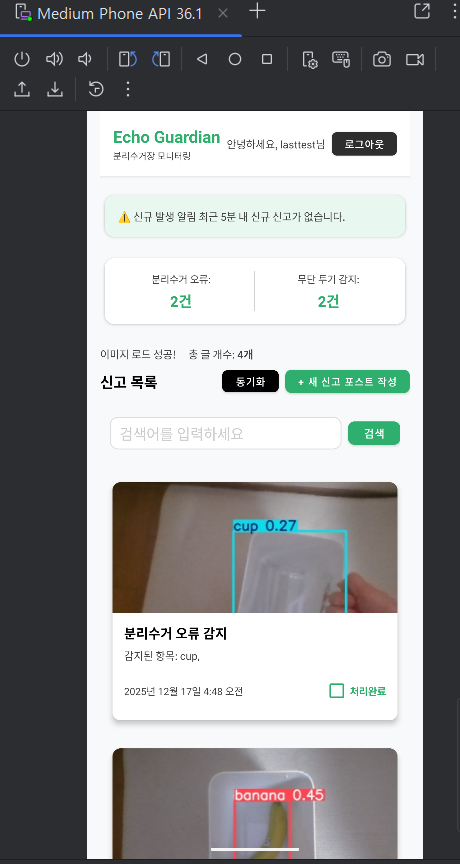 Medium Phone API 36.1
Echo Guardian
분리수거장 모니터링
안녕하세요, lasttest님
로그아웃
⚠️ 신규 발생 알림 최근 5분 내 신규 신고가 없습니다.
분리수거 오류:
2건
무단 투기 감지:
2건
이미지 로드 성공! 총 글 개수: 4개
신고 목록
동기화
+ 새 신고 포스트 작성
검색어를 입력하세요
검색
cup 0.27
분리수거 오류 감지
감지된 항목: cup,
2025년 12월 17일 4:48 오전
처리완료
banana 0.45